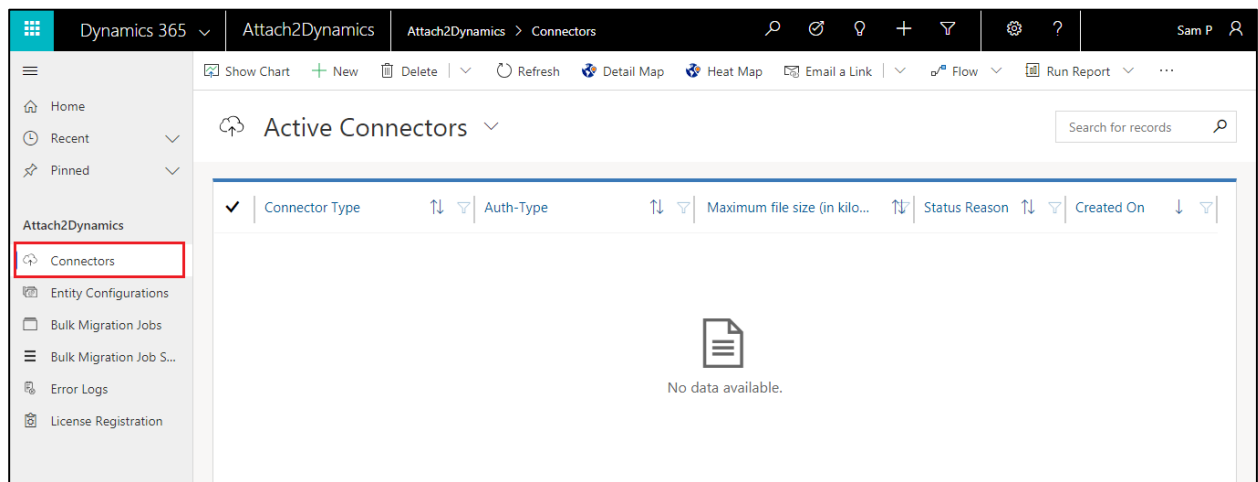 Dynamics 365 Attach2Dynamics Attach2Dynamics > Connectors Sam P
Show Chart New Delete Refresh Detail Map Heat Map Email a Link Flow Run Report ...
Home
Recent
Pinned
Active Connectors
Search for records
Connector Type Auth-Type Maximum file size (in kilo... Status Reason Created On
Attach2Dynamics
Connectors
Entity Configurations
Bulk Migration Jobs
Bulk Migration Job S...
Error Logs
License Registration
No data available.